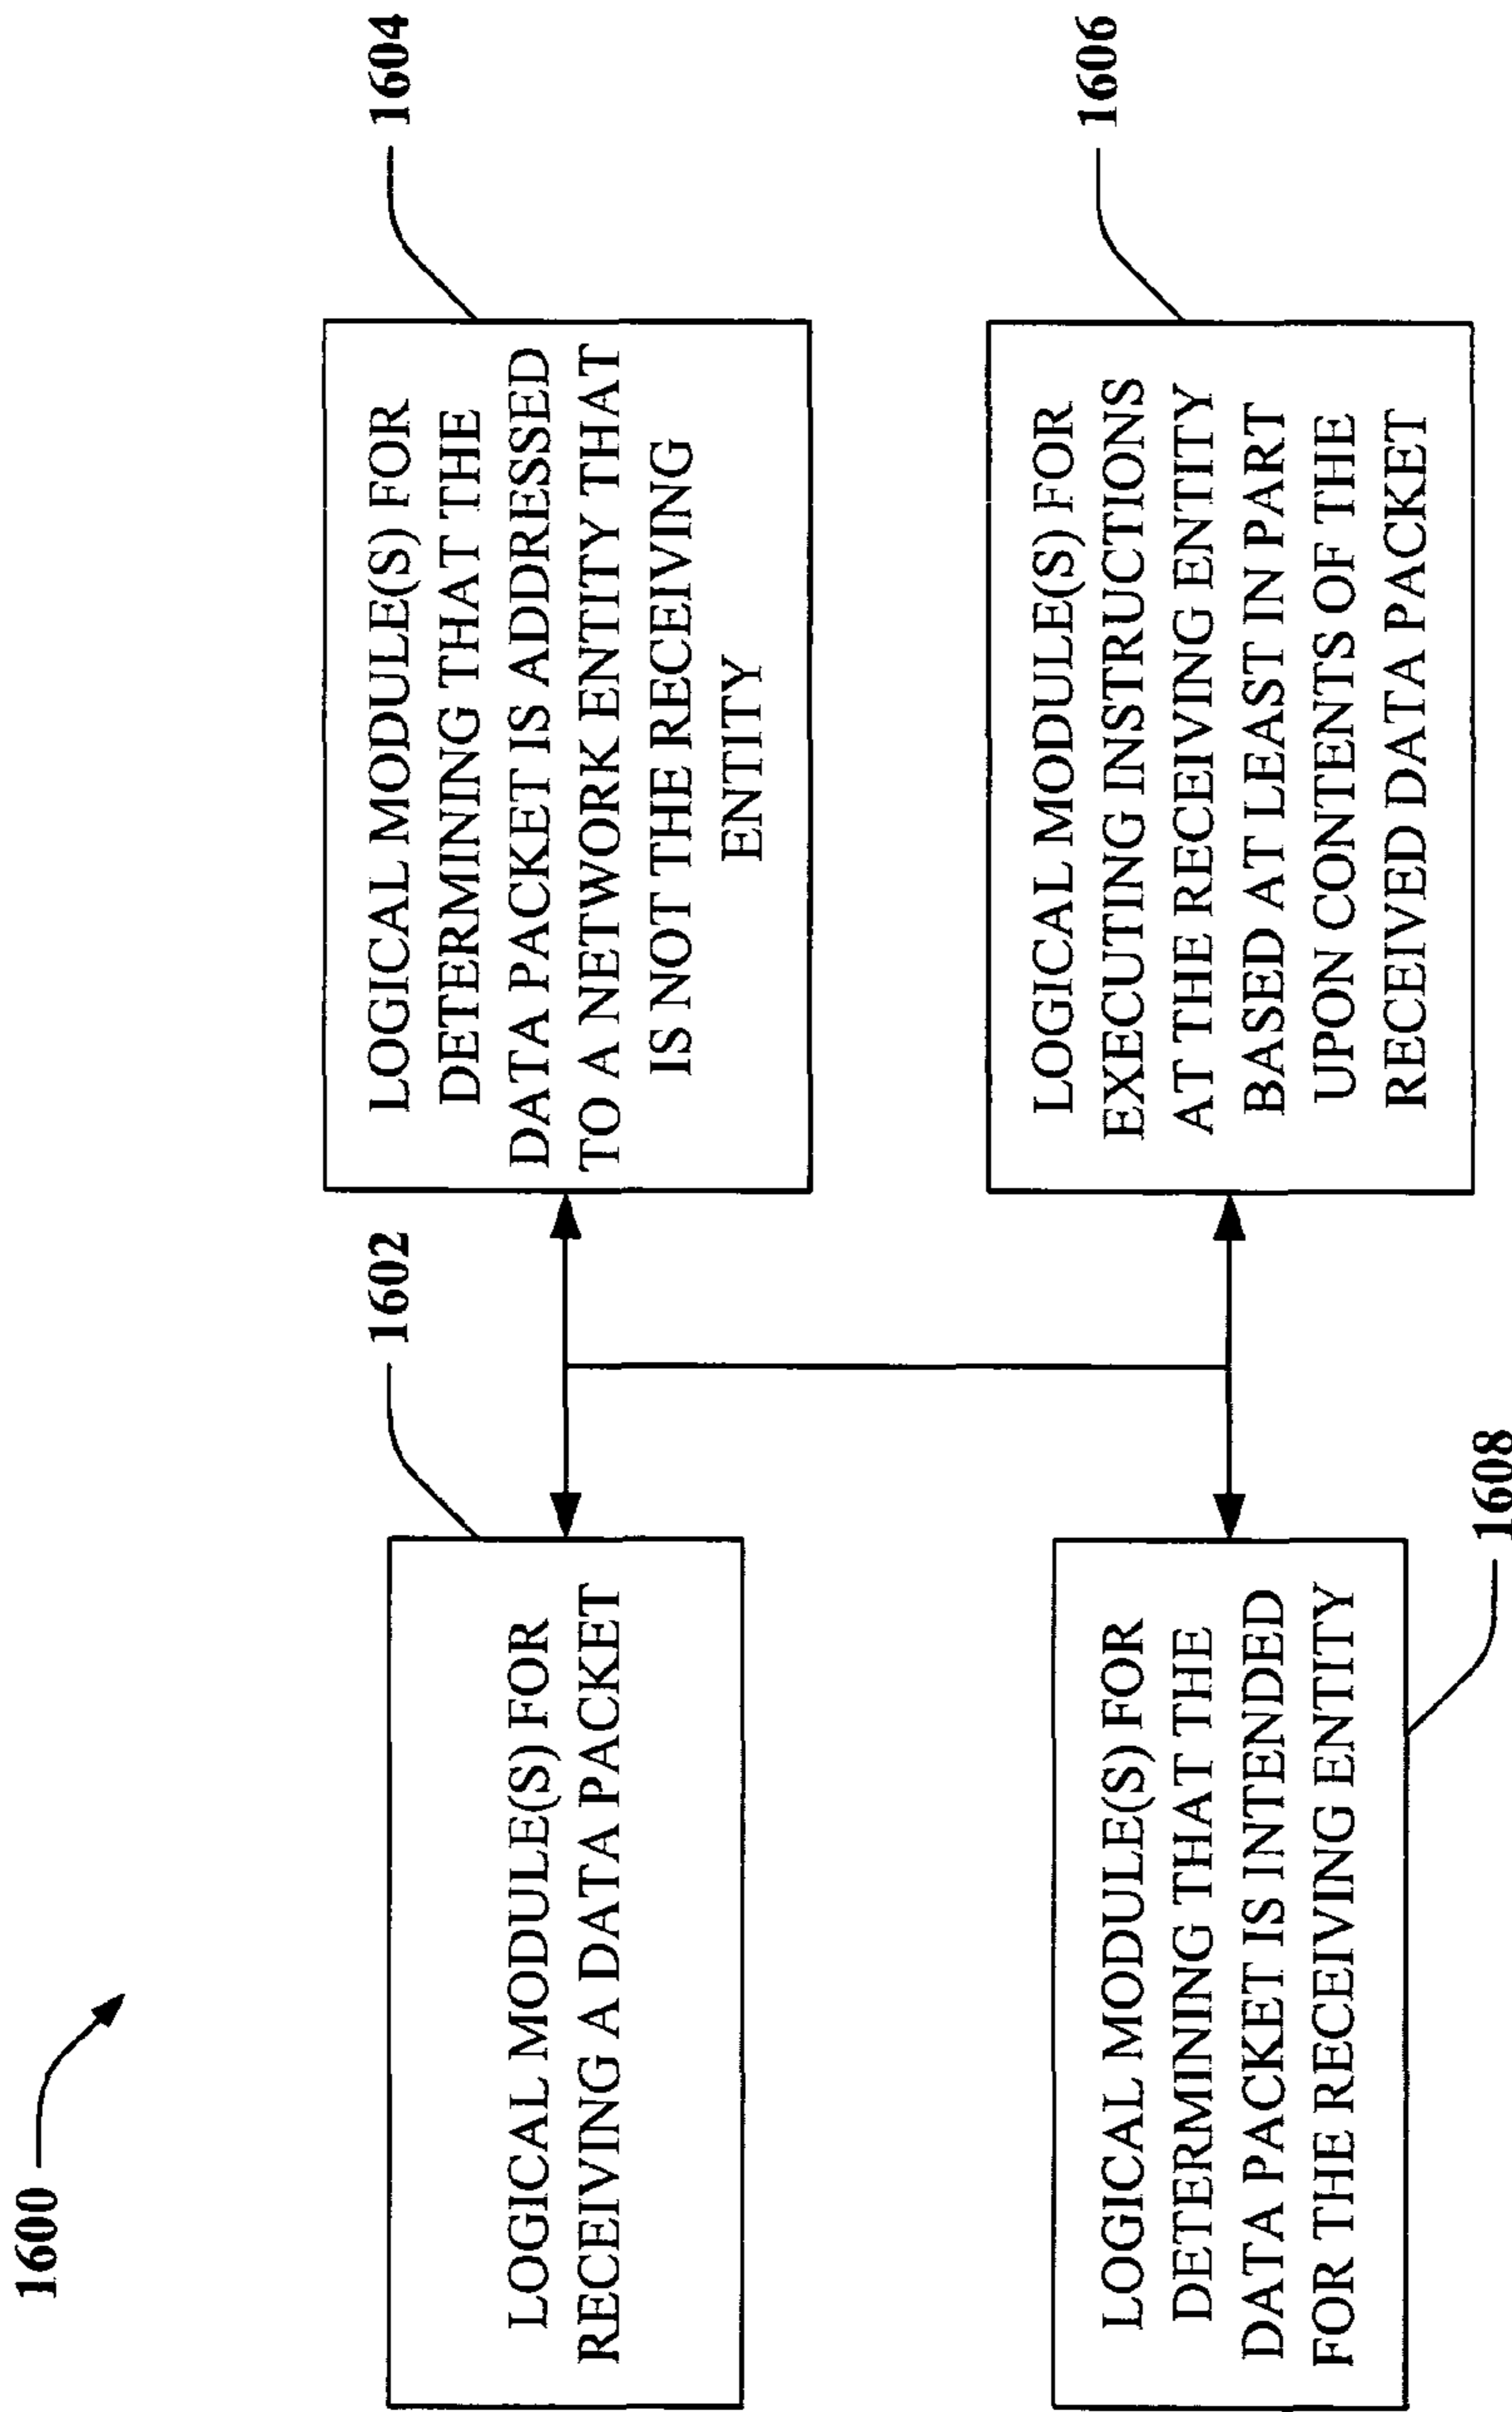 1600
1602
LOGICAL MODULE(S) FOR
RECEIVING A DATA PACKET
1604
LOGICAL MODULE(S) FOR
DETERMINING THAT THE
DATA PACKET IS ADDRESSED
TO A NETWORK ENTITY THAT
IS NOT THE RECEIVING
ENTITY
LOGICAL MODULE(S) FOR
DETERMINING THAT THE
DATA PACKET IS INTENDED
FOR THE RECEIVING ENTITY
1608
1606
LOGICAL MODULE(S) FOR
EXECUTING INSTRUCTIONS
AT THE RECEIVING ENTITY
BASED AT LEAST IN PART
UPON CONTENTS OF THE
RECEIVED DATA PACKET